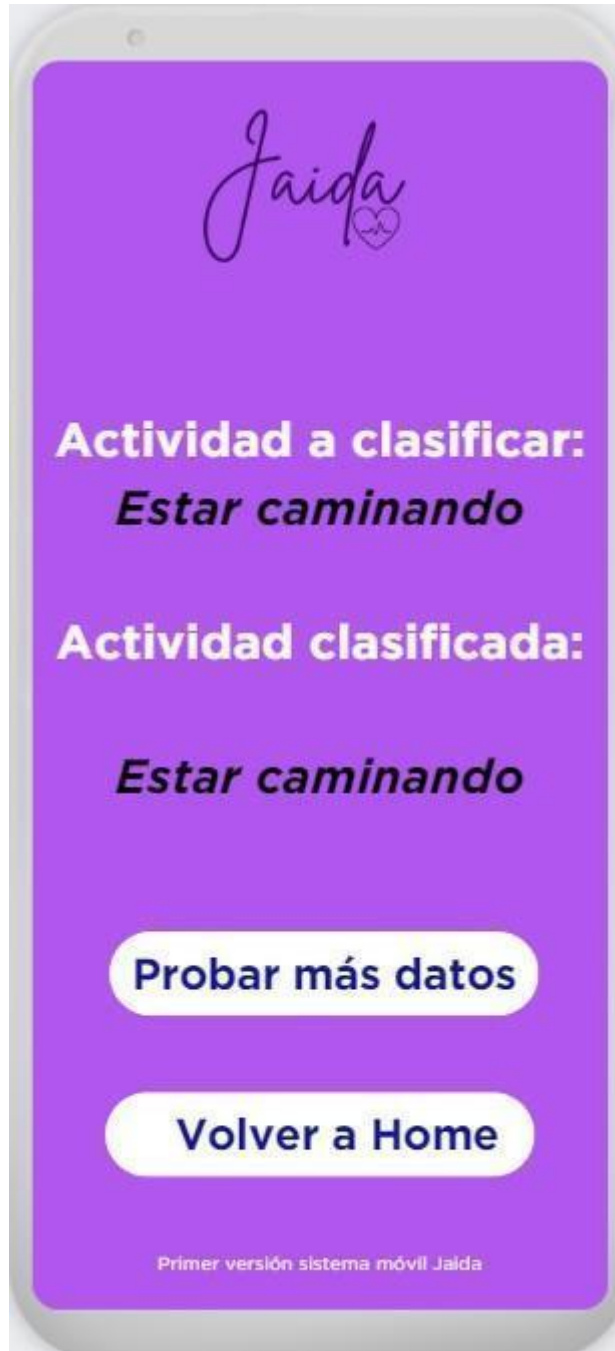 Jaida
Actividad a clasificar:
Estar caminando
Actividad clasificada:
Estar caminando
Probar más datos
Volver a Home
Primer versión sistema móvil Jaida